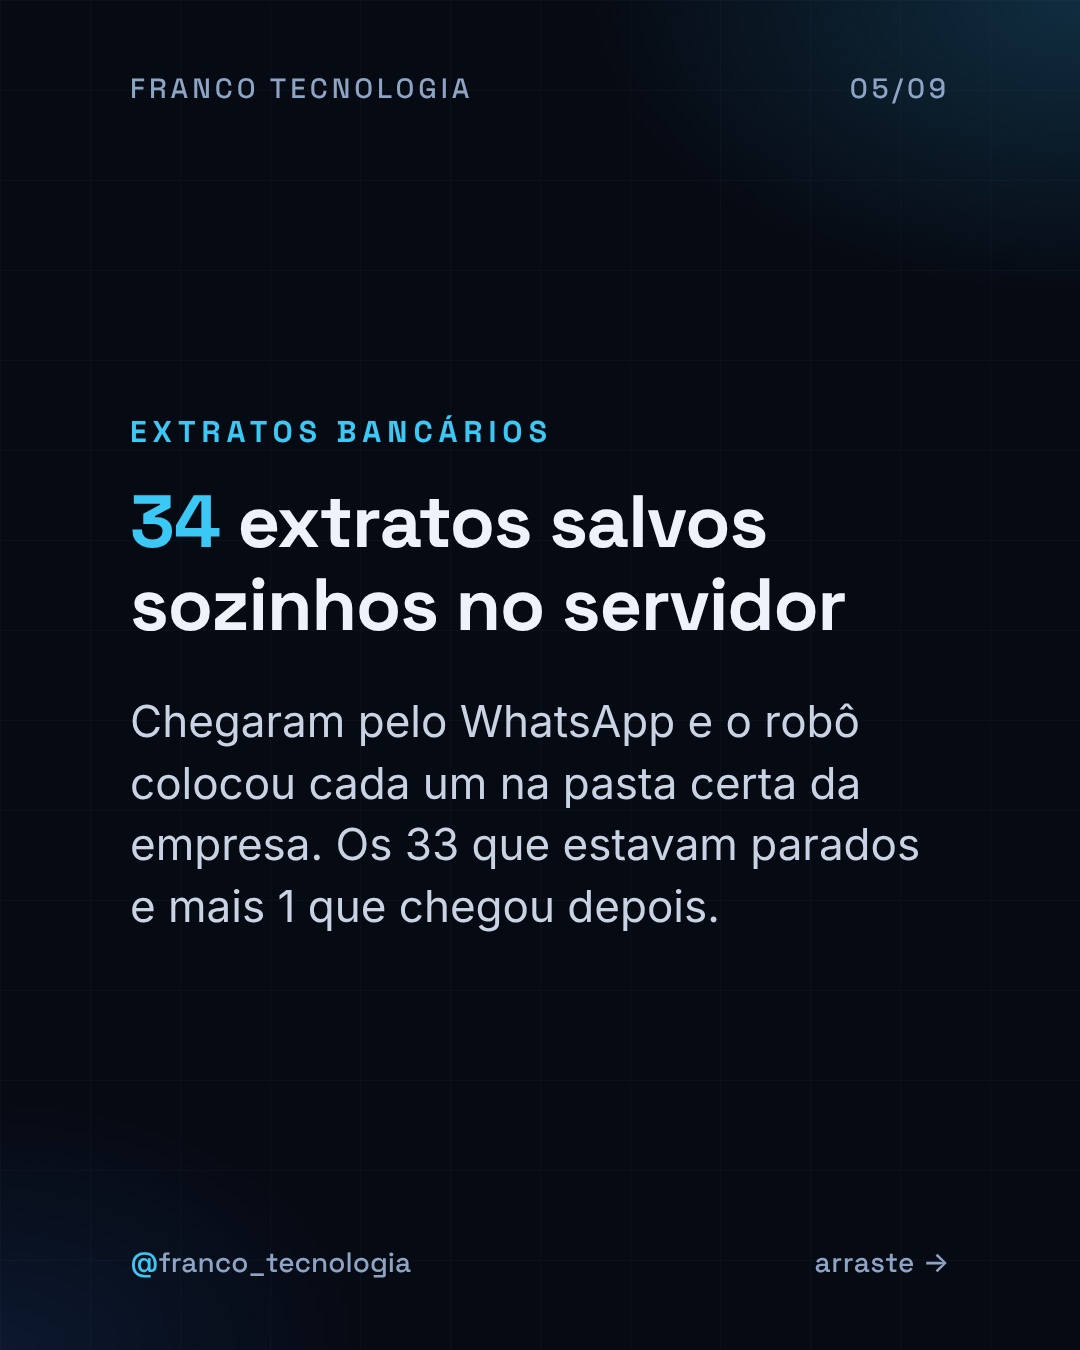 FRANCO TECNOLOGIA
05/09
EXTRATOS BANCÁRIOS
34 extratos salvos
sozinhos no servidor
Chegaram pelo WhatsApp e o robô
colocou cada um na pasta certa da
empresa. Os 33 que estavam parados
e mais 1 que chegou depois.
@franco_tecnologia
arraste →